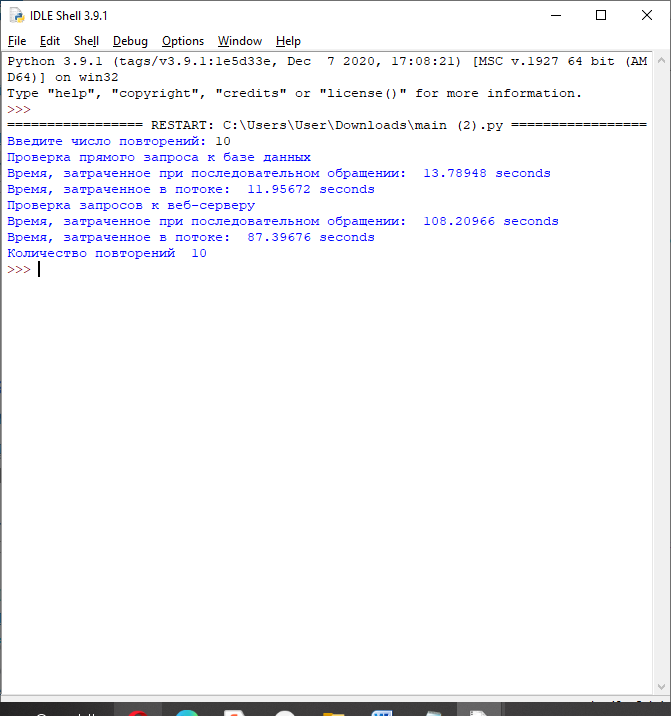 IDLE Shell 3.9.1
File Edit Shell Debug Options Window Help
Python 3.9.1 (tags/v3.9.1:1e5d33e, Dec  7 2020, 17:08:21) [MSC v.1927 64 bit (AM
D64)] on win32
Type "help", "copyright", "credits" or "license()" for more information.
>>>
================= RESTART: C:\Users\User\Downloads\main (2).py =================
Введите число повторений: 10
Проверка прямого запроса к базе данных
Время, затраченное при последовательном обращении:  13.78948 seconds
Время, затраченное в потоке:  11.95672 seconds
Проверка запросов к веб-серверу
Время, затраченное при последовательном обращении:  108.20966 seconds
Время, затраченное в потоке:  87.39676 seconds
Количество повторений  10
>>>